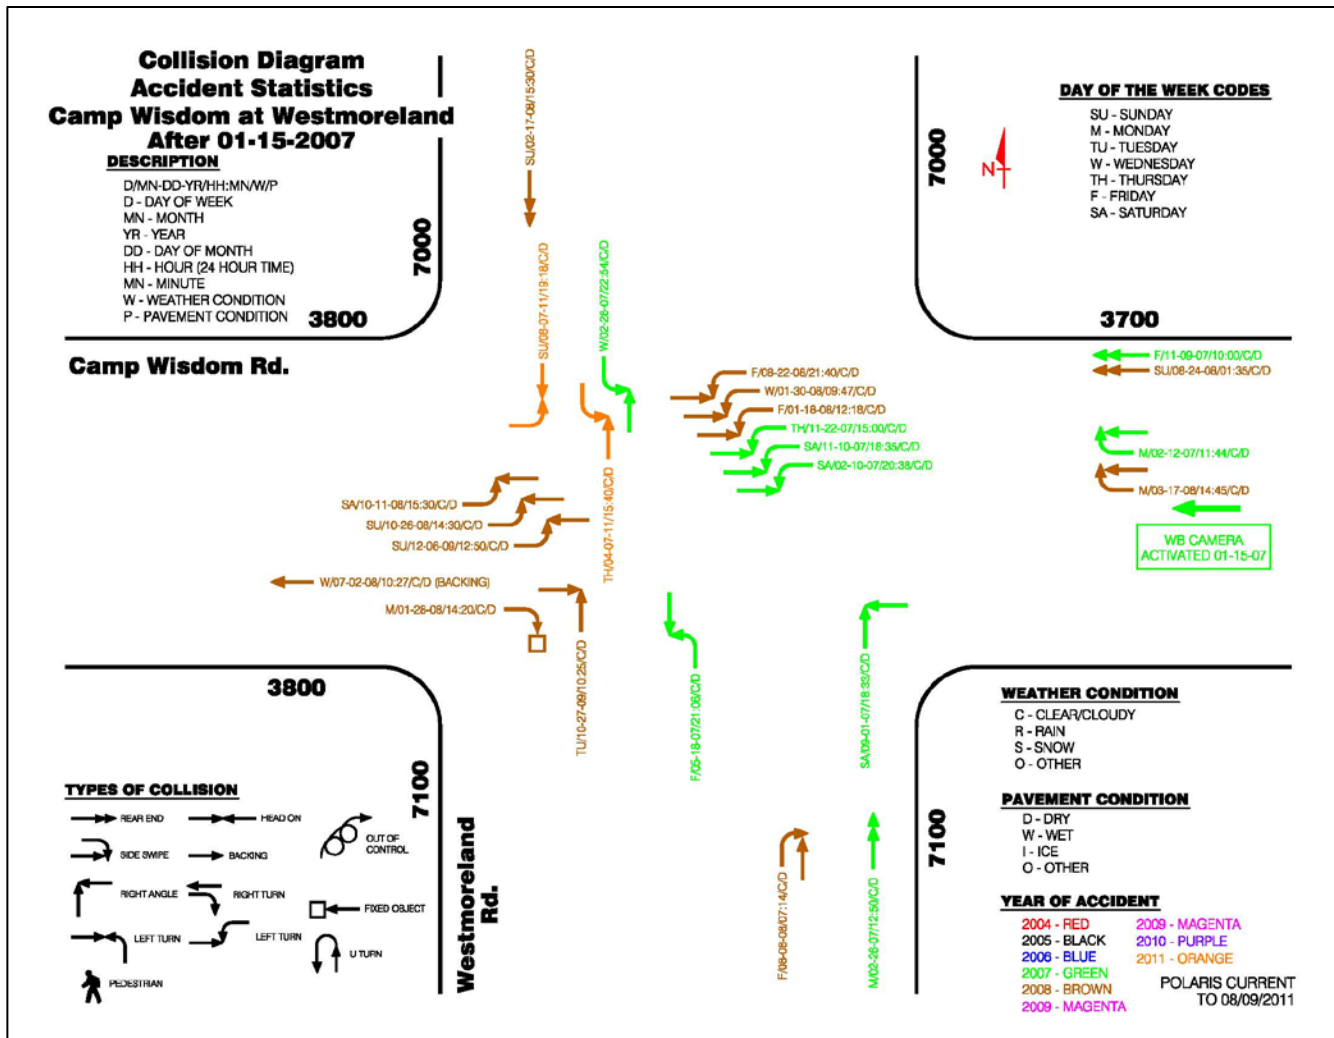 Collision Diagram
Accident Statistics
Camp Wisdom at Westmoreland
After 01-15-2007
DESCRIPTION
D/MN-DD-YR/HH:MN/W/P
D - DAY OF WEEK
MN - MONTH
YR - YEAR
DD - DAY OF MONTH
HH - HOUR (24 HOUR TIME)
MN - MINUTE
W - WEATHER CONDITION
P - PAVEMENT CONDITION
3800
7000
Camp Wisdom Rd.
SU/02-17-08/15:30/C/D
SU/08-07-11/19:18/C/D
W/02-28-07/22:54/C/D
7000
N
DAY OF THE WEEK CODES
SU - SUNDAY
M - MONDAY
TU - TUESDAY
W - WEDNESDAY
TH - THURSDAY
F - FRIDAY
SA - SATURDAY
3700
F/11-09-07/10:00/C/D
SU/08-24-08/01:35/C/D
F/08-22-08/21:40/C/D
W/01-30-08/09:47/C/D
F/01-18-08/12:18/C/D
TH/11-22-07/15:00/C/D
SA/11-10-07/18:35/C/D
SA/02-10-07/20:38/C/D
M/02-12-07/11:44/C/D
M/03-17-08/14:45/C/D
WB CAMERA
ACTIVATED 01-15-07
SA/10-11-08/15:30/C/D
SU/10-26-08/14:30/C/D
SU/12-06-09/12:50/C/D
TH/04-07-11/15:40/C/D
W/07-02-08/10:27/C/D (BACKING)
M/01-28-08/14:20/C/D
TU/10-27-09/10:25/C/D
F/05-18-07/21:06/C/D
SA/09-01-07/18:33/C/D
F/08-08-08/07:14/C/D
M/02-26-07/12:50/C/D
3800
7100
Westmoreland
Rd.
7100
TYPES OF COLLISION
REAR END
HEAD ON
OUT OF
CONTROL
SIDE SWIPE
BACKING
RIGHT ANGLE
RIGHT TURN
FIXED OBJECT
LEFT TURN
LEFT TURN
U TURN
PEDESTRIAN
WEATHER CONDITION
C - CLEAR/CLOUDY
R - RAIN
S - SNOW
O - OTHER
PAVEMENT CONDITION
D - DRY
W - WET
I - ICE
O - OTHER
YEAR OF ACCIDENT
2004 - RED
2005 - BLACK
2006 - BLUE
2007 - GREEN
2008 - BROWN
2009 - MAGENTA
2009 - MAGENTA
2010 - PURPLE
2011 - ORANGE
POLARIS CURRENT
TO 08/09/2011